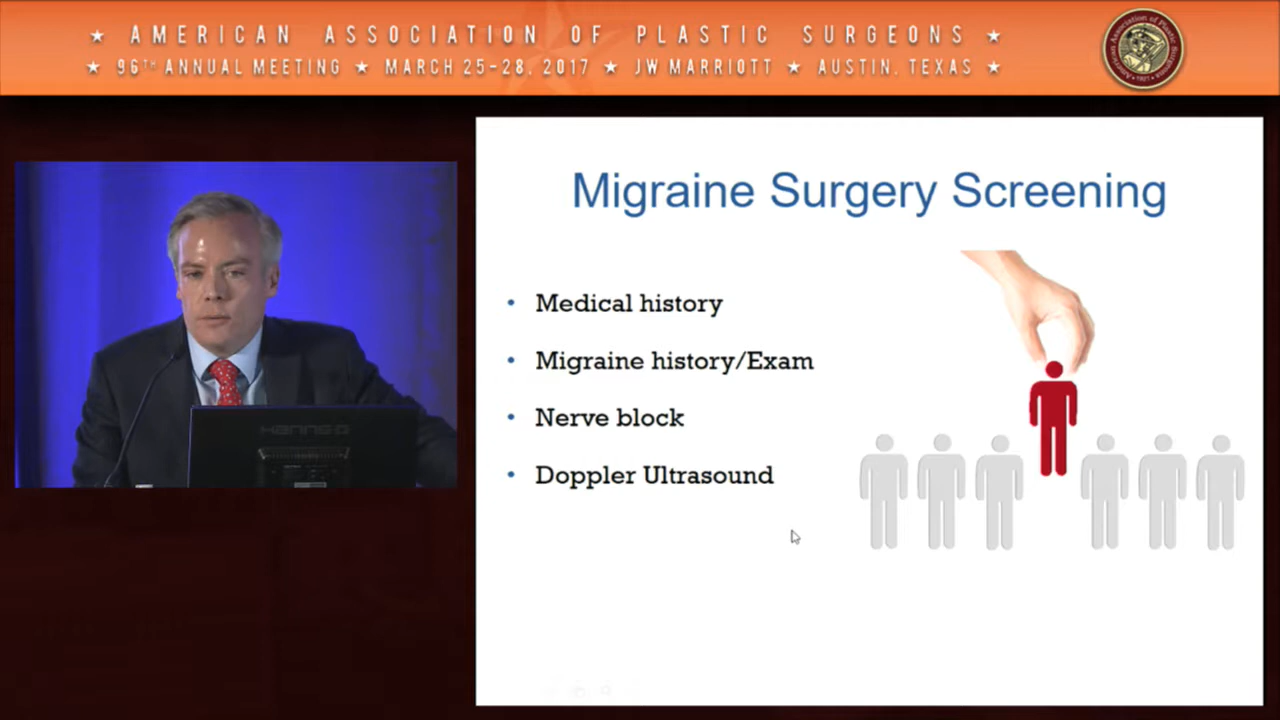 ★ AMERICAN ASSOCIATION OF PLASTIC SURGEONS ★
★ 96TH ANNUAL MEETING ★ MARCH 25-28, 2017 ★ JW MARRIOTT ★ AUSTIN, TEXAS ★
Migraine Surgery Screening
• Medical history
• Migraine history/Exam
• Nerve block
• Doppler Ultrasound